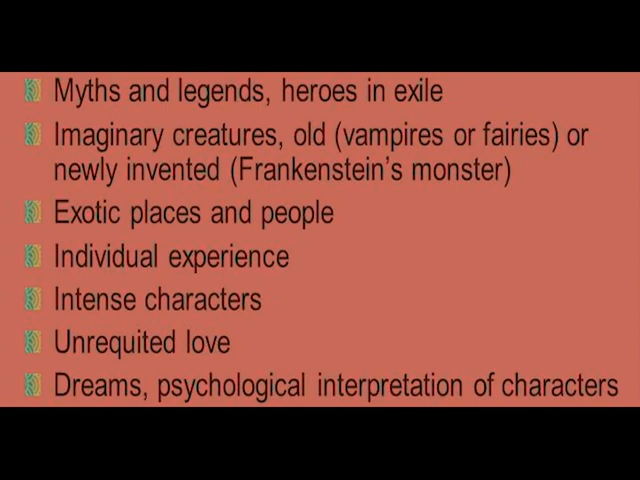 Myths and legends, heroes in exile
Imaginary creatures, old (vampires or fairies) or
newly invented (Frankenstein's monster)
Exotic places and people
Individual experience
Intense characters
Unrequited love
Dreams, psychological interpretation of characters